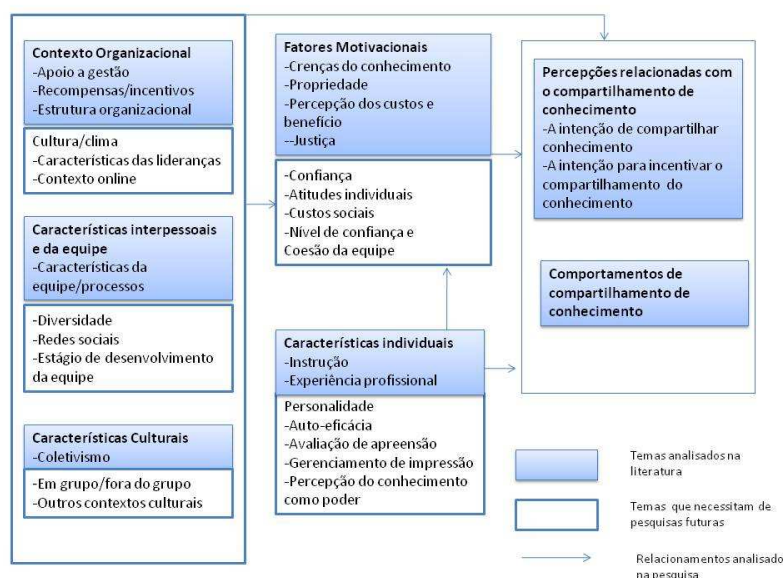 Contexto Organizacional
-Apoio a gestão
-Recompensas/incentivos
-Estrutura organizacional
Cultura/clima
-Características das lideranças
-Contexto online
Características interpessoais
e da equipe
-Características da
equipe/processos
-Diversidade
-Redes sociais
-Estágio de desenvolvimento
da equipe
Características Culturais
-Coletivismo
-Em grupo/fora do grupo
-Outros contextos culturais
Fatores Motivacionais
-Crenças do conhecimento
-Propriedade
-Percepção dos custos e
benefício
--Justiça
-Confiança
-Atitudes individuais
-Custos sociais
-Nível de confiança e
Coesão da equipe
Características individuais
-Instrução
-Experiência profissional
Personalidade
-Auto-eficácia
-Avaliação de apreensão
-Gerenciamento de impressão
-Percepção do conhecimento
como poder
Percepções relacionadas com
o compartilhamento de
conhecimento
-A intenção de compartilhar
conhecimento
-A intenção para incentivar o
compartilhamento do
conhecimento
Comportamentos de
compartilhamento de
conhecimento
Temas analisados na
literatura
Temas que necessitam de
pesquisas futuras
Relacionamentos analisado
na pesquisa